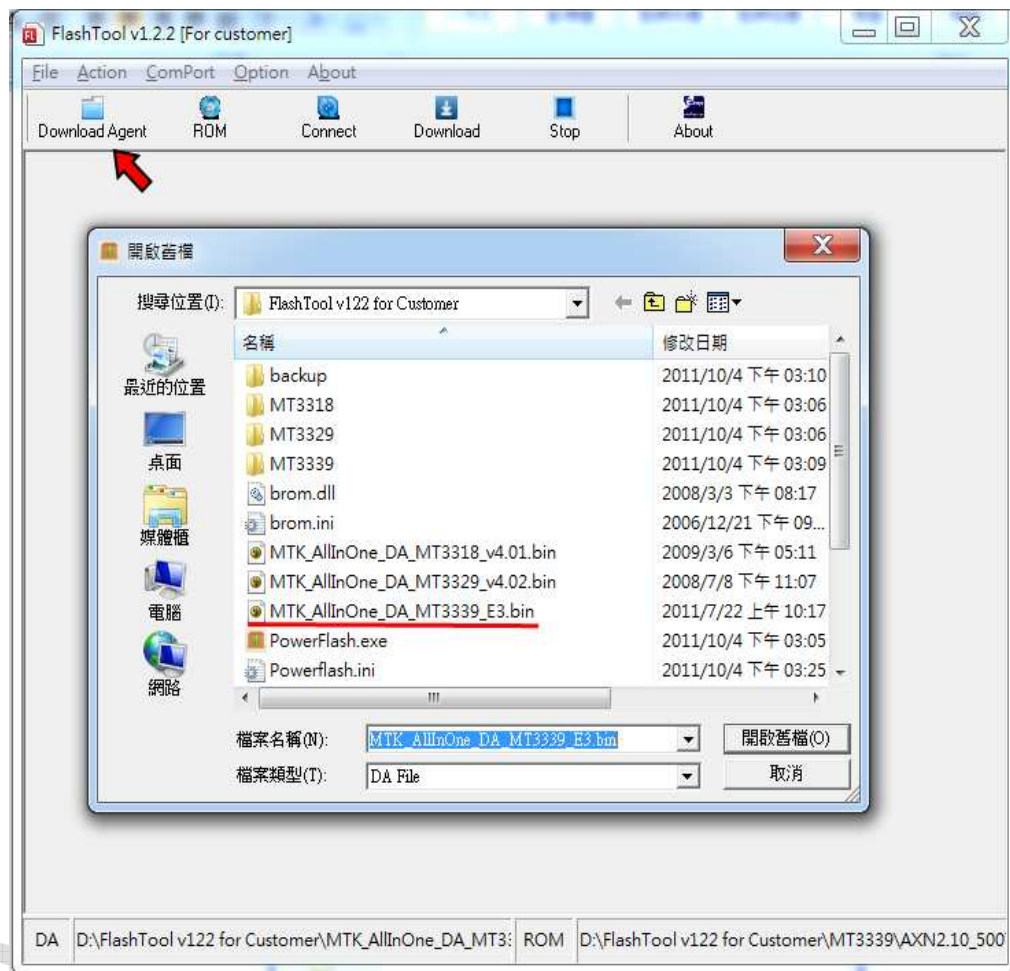 FlashTool v1.2.2 [For customer]
File Action ComPort Option About
Download Agent ROM Connect Download Stop About
開啟舊檔
搜尋位置(I): FlashTool v122 for Customer
名稱 修改日期
最近的位置
桌面
媒體櫃
電腦
網路
backup 2011/10/4 下午 03:10
MT3318 2011/10/4 下午 03:06
MT3329 2011/10/4 下午 03:06
MT3339 2011/10/4 下午 03:09
brom.dll 2008/3/3 下午 08:17
brom.ini 2006/12/21 下午 09...
MTK_AllInOne_DA_MT3318_v4.01.bin 2009/3/6 下午 05:11
MTK_AllInOne_DA_MT3329_v4.02.bin 2008/7/8 下午 11:07
MTK_AllInOne_DA_MT3339_E3.bin 2011/7/22 上午 10:17
PowerFlash.exe 2011/10/4 下午 03:05
Powerflash.ini 2011/10/4 下午 03:25
檔案名稱(N): MTK_AllInOne_DA_MT3339_E3.bin 開啟舊檔(O)
檔案類型(T): DA File 取消
DA D:\FlashTool v122 for Customer\MTK_AllInOne_DA_MT3 ROM D:\FlashTool v122 for Customer\MT3339\AXN2.10_500